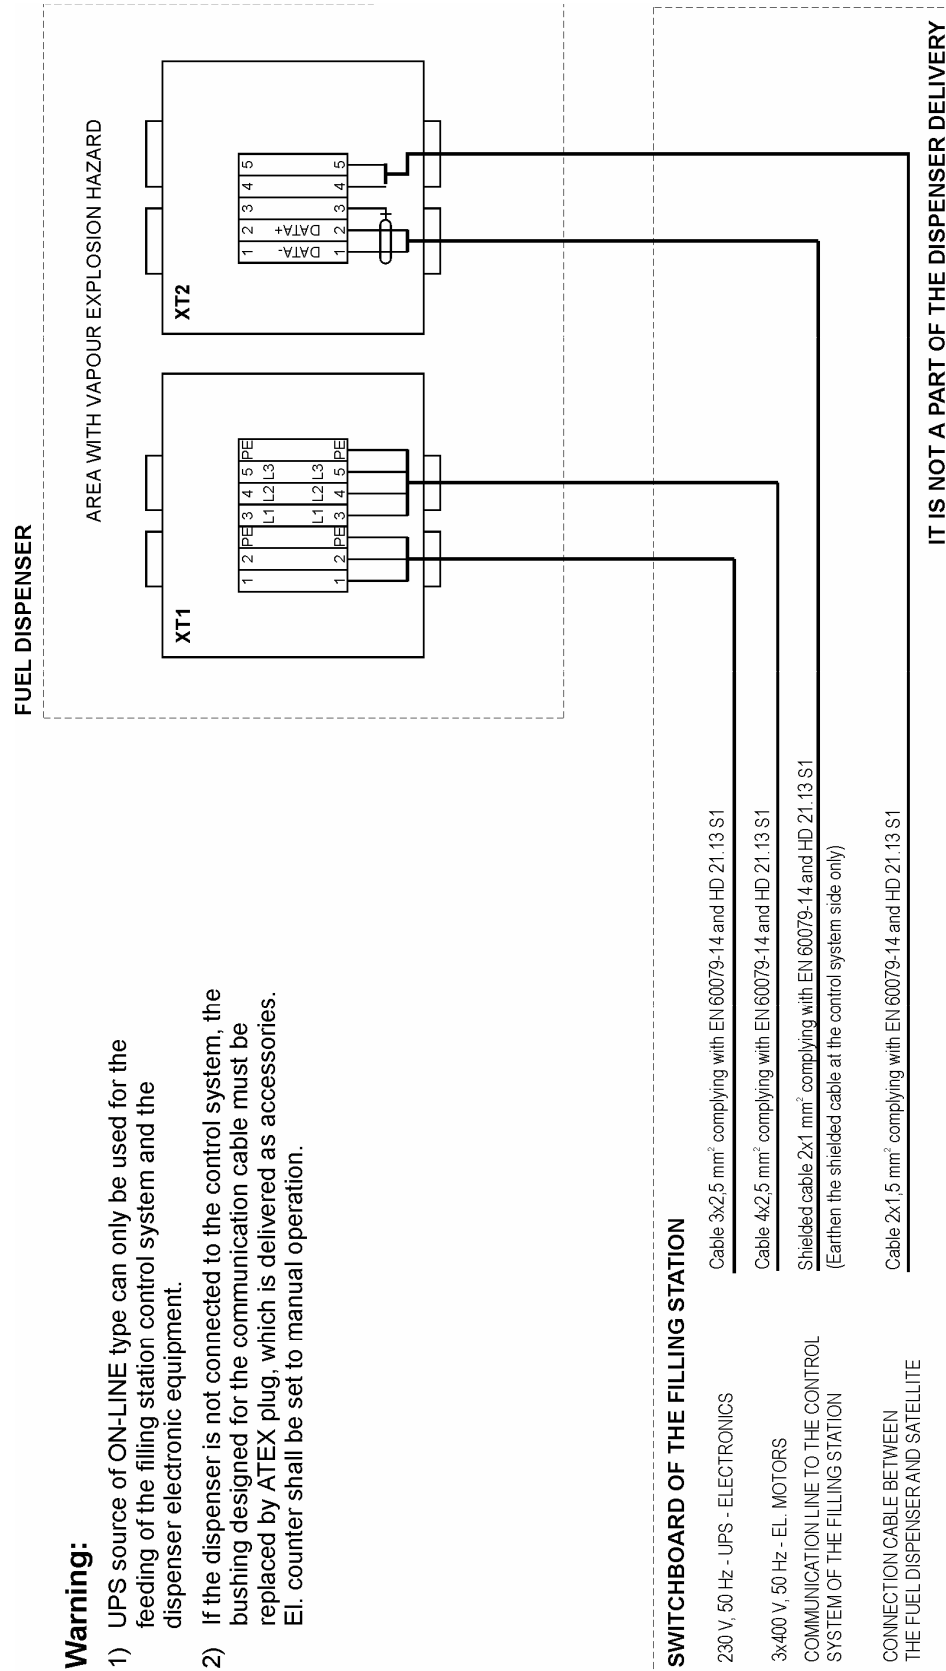 FUEL DISPENSER
AREA WITH VAPOUR EXPLOSION HAZARD
XT1
1 2 PE 3 4 5 PE
L1 L2 L3
L1 L2 L3
1 2 PE 3 4 5 PE
XT2
1 2 3 4 5
DATA- DATA+
1 2 3 4 5
Warning:
1) UPS source of ON-LINE type can only be used for the
feeding of the filling station control system and the
dispenser electronic equipment.
2) If the dispenser is not connected to the control system, the
bushing designed for the communication cable must be
replaced by ATEX plug, which is delivered as accessories.
El. counter shall be set to manual operation.
SWITCHBOARD OF THE FILLING STATION
230 V, 50 Hz - UPS - ELECTRONICS
Cable 3x2,5 mm² complying with EN 60079-14 and HD 21.13 S1
3x400 V, 50 Hz - EL. MOTORS
Cable 4x2,5 mm² complying with EN 60079-14 and HD 21.13 S1
COMMUNICATION LINE TO THE CONTROL
SYSTEM OF THE FILLING STATION
Shielded cable 2x1 mm² complying with EN 60079-14 and HD 21.13 S1
(Earthen the shielded cable at the control system side only)
CONNECTION CABLE BETWEEN
THE FUEL DISPENSER AND SATELLITE
Cable 2x1,5 mm² complying with EN 60079-14 and HD 21.13 S1
IT IS NOT A PART OF THE DISPENSER DELIVERY